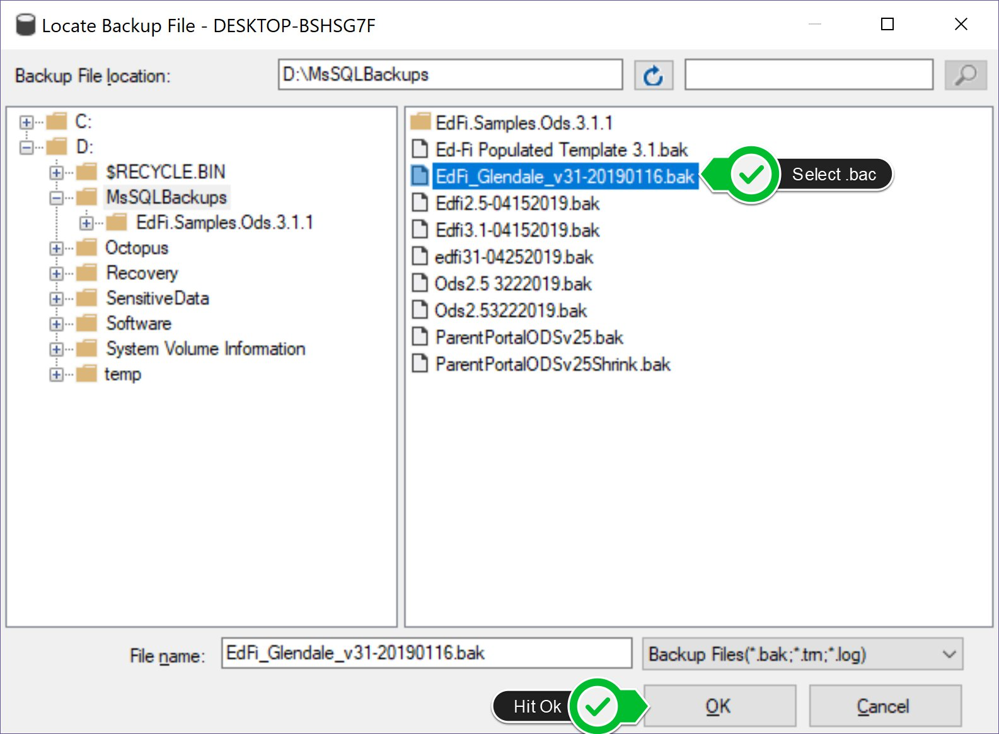 Locate Backup File - DESKTOP-BSHSG7F
Backup File location:
D:\MsSQLBackups
C:
D:
$RECYCLE.BIN
MsSQLBackups
EdFi.Samples.Ods.3.1.1
Octopus
Recovery
SensitiveData
Software
System Volume Information
temp
EdFi.Samples.Ods.3.1.1
Ed-Fi Populated Template 3.1.bak
EdFi_Glendale_v31-20190116.bak
Select .bac
Edfi2.5-04152019.bak
Edfi3.1-04152019.bak
edfi31-04252019.bak
Ods2.5 3222019.bak
Ods2.53222019.bak
ParentPortalODSv25.bak
ParentPortalODSv25Shrink.bak
File name:
EdFi_Glendale_v31-20190116.bak
Backup Files(*.bak;*.trn;*.log)
Hit Ok
OK
Cancel